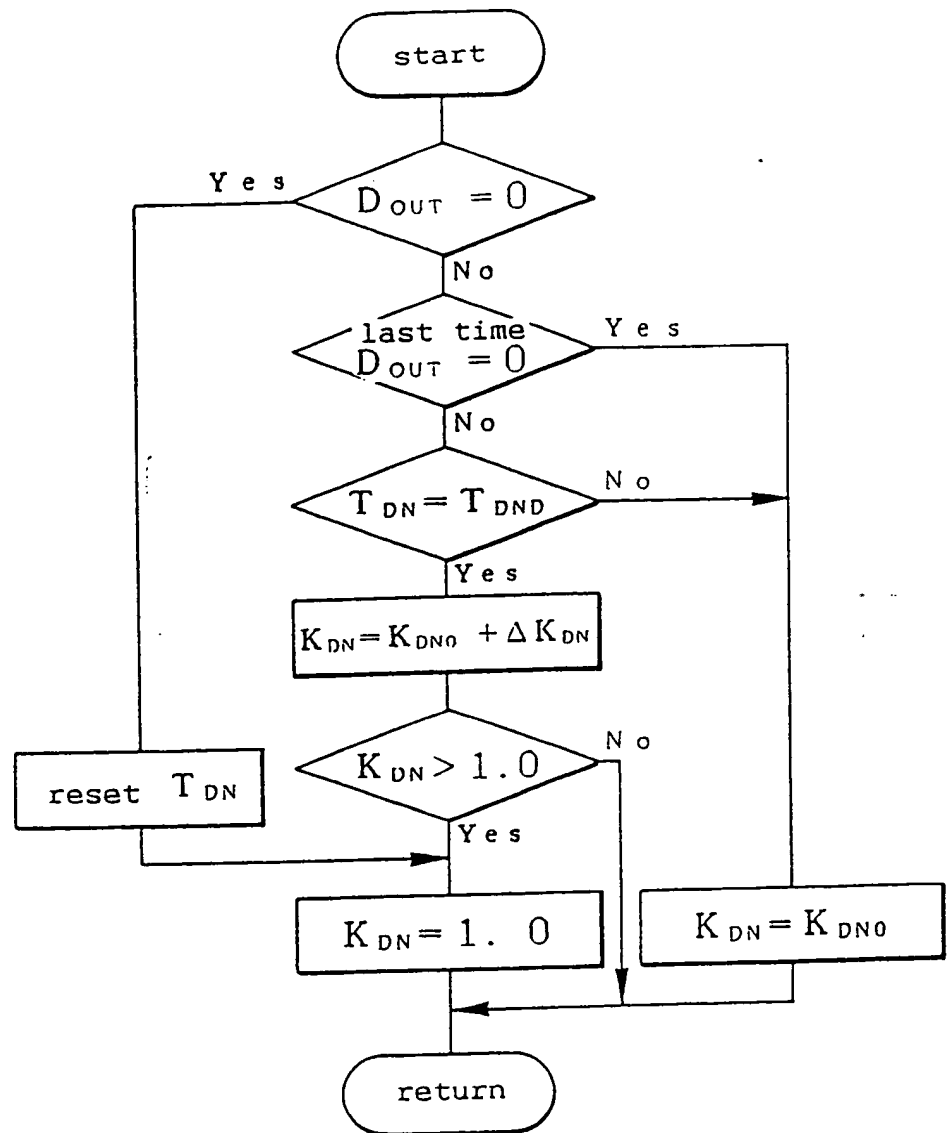 start
Yes
D OUT = 0
No
last time
D OUT = 0
Yes
No
T DN = T DND
No
Yes
K DN = K DN0 + Δ K DN
K DN > 1.0
No
reset T DN
Yes
K DN = 1. 0
K DN = K DN0
return